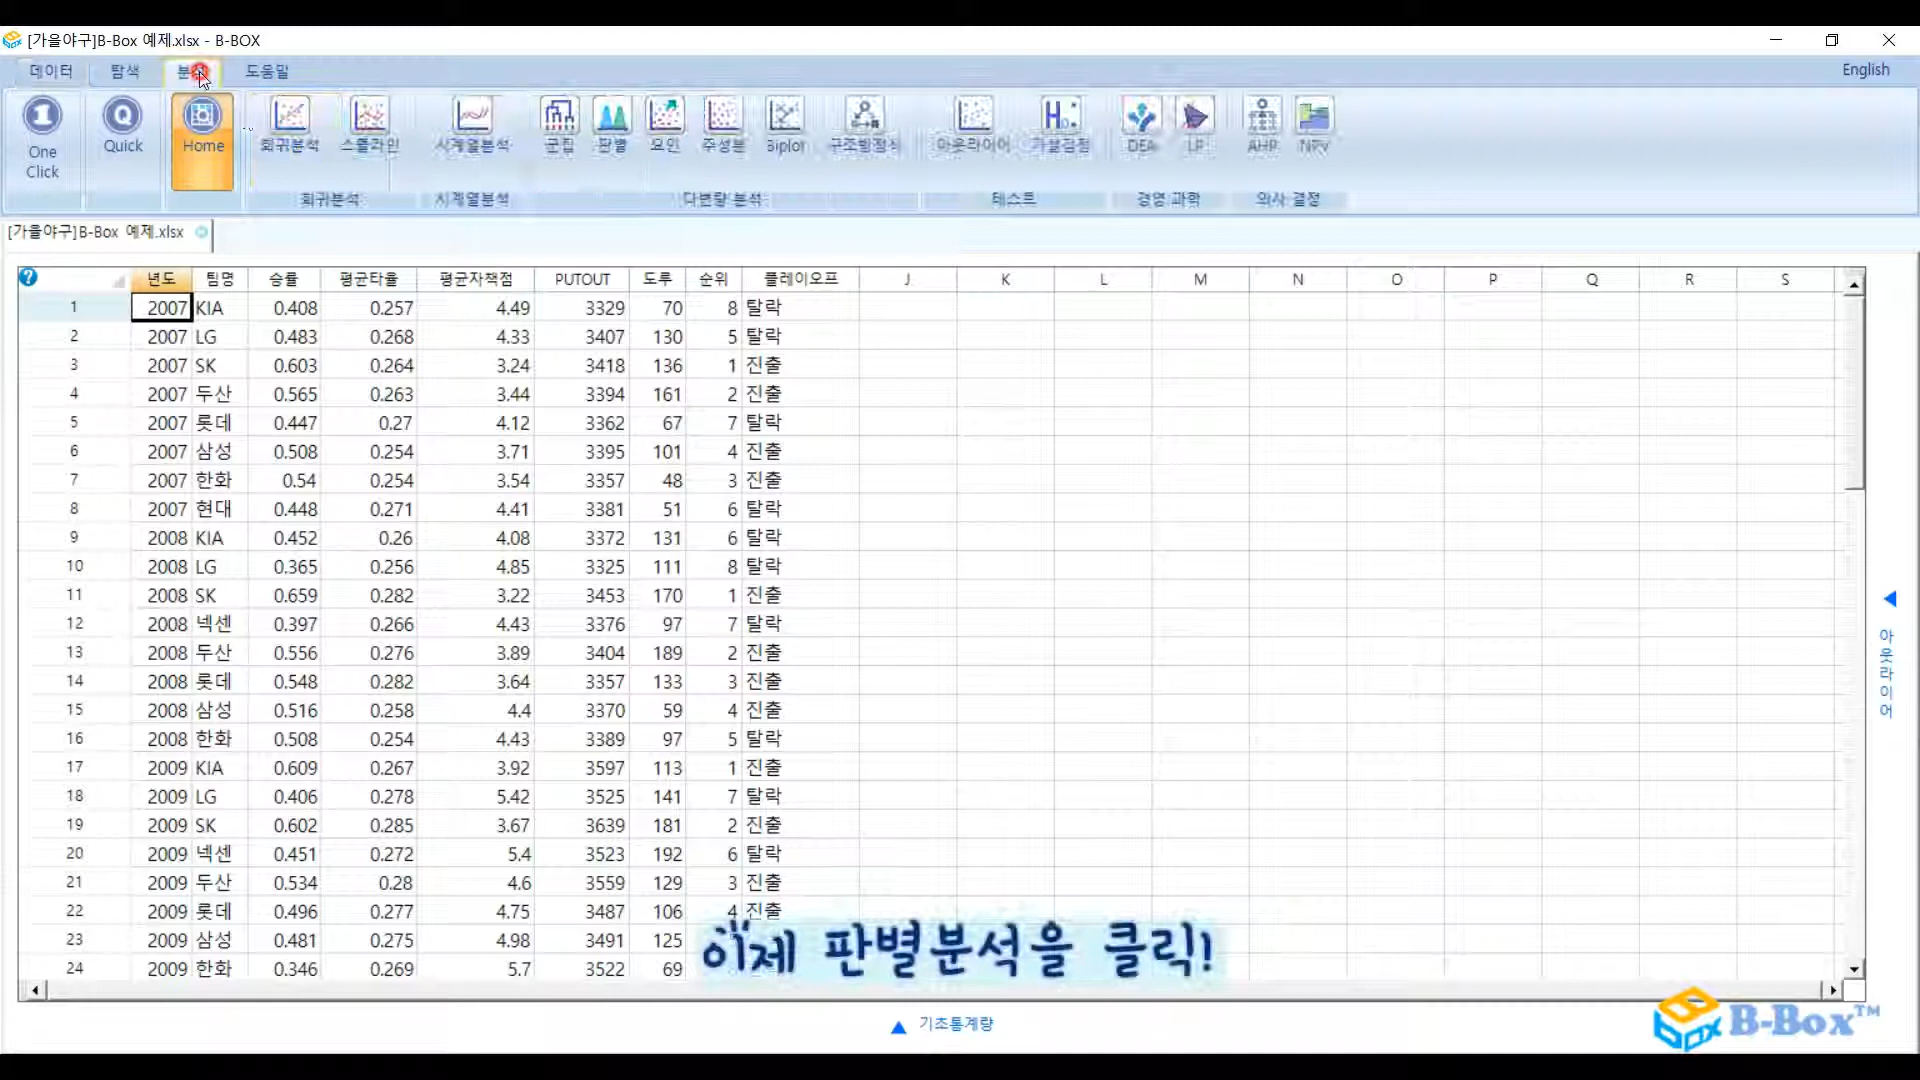 [가을야구]B-Box 예제.xlsx - B-BOX
데이터 탐색 분석 도움말 English
One Click Quick Home 회귀분석 스플라인 시계열분석 군집 판별 요인 주성분 Biplot 구조방정식 아웃라이어 가설검정 DEA LP AHP NPV
회귀분석 시계열분석 다변량 분석 테스트 경영 과학 의사 결정
[가을야구]B-Box 예제.xlsx
년도 팀명 승률 평균타율 평균자책점 PUTOUT 도루 순위 플레이오프 J K L M N O P Q R S
1 2007 KIA 0.408 0.257 4.49 3329 70 8 탈락
2 2007 LG 0.483 0.268 4.33 3407 130 5 탈락
3 2007 SK 0.603 0.264 3.24 3418 136 1 진출
4 2007 두산 0.565 0.263 3.44 3394 161 2 진출
5 2007 롯데 0.447 0.27 4.12 3362 67 7 탈락
6 2007 삼성 0.508 0.254 3.71 3395 101 4 진출
7 2007 한화 0.54 0.254 3.54 3357 48 3 진출
8 2007 현대 0.448 0.271 4.41 3381 51 6 탈락
9 2008 KIA 0.452 0.26 4.08 3372 131 6 탈락
10 2008 LG 0.365 0.256 4.85 3325 111 8 탈락
11 2008 SK 0.659 0.282 3.22 3453 170 1 진출
12 2008 넥센 0.397 0.266 4.43 3376 97 7 탈락
13 2008 두산 0.556 0.276 3.89 3404 189 2 진출
14 2008 롯데 0.548 0.282 3.64 3357 133 3 진출
15 2008 삼성 0.516 0.258 4.4 3370 59 4 진출
16 2008 한화 0.508 0.254 4.43 3389 97 5 탈락
17 2009 KIA 0.609 0.267 3.92 3597 113 1 진출
18 2009 LG 0.406 0.278 5.42 3525 141 7 탈락
19 2009 SK 0.602 0.285 3.67 3639 181 2 진출
20 2009 넥센 0.451 0.272 5.4 3523 192 6 탈락
21 2009 두산 0.534 0.28 4.6 3559 129 3 진출
22 2009 롯데 0.496 0.277 4.75 3487 106 4 진출
23 2009 삼성 0.481 0.275 4.98 3491 125
24 2009 한화 0.346 0.269 5.7 3522 69
이제 판별분석을 클릭!
아웃라이어
기초통계량
B-Box™